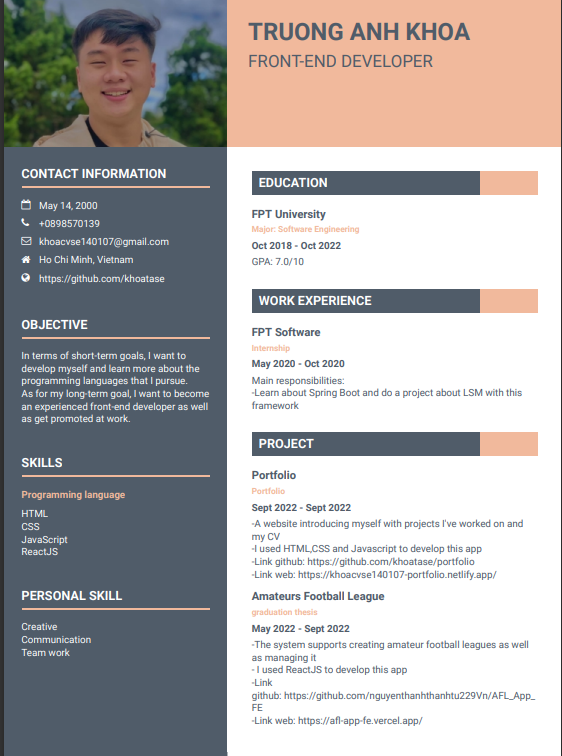 TRUONG ANH KHOA
FRONT-END DEVELOPER
CONTACT INFORMATION
May 14, 2000
+0898570139
khoacvse140107@gmail.com
Ho Chi Minh, Vietnam
https://github.com/khoatase
OBJECTIVE
In terms of short-term goals, I want to
develop myself and learn more about the
programming languages that I pursue.
As for my long-term goal, I want to become
an experienced front-end developer as well
as get promoted at work.
SKILLS
Programming language
HTML
CSS
JavaScript
ReactJS
PERSONAL SKILL
Creative
Communication
Team work
EDUCATION
FPT University
Major: Software Engineering
Oct 2018 - Oct 2022
GPA: 7.0/10
WORK EXPERIENCE
FPT Software
Internship
May 2020 - Oct 2020
Main responsibilities:
-Learn about Spring Boot and do a project about LSM with this
framework
PROJECT
Portfolio
Portfolio
Sept 2022 - Sept 2022
-A website introducing myself with projects I've worked on and
my CV
-I used HTML,CSS and Javascript to develop this app
-Link github: https://github.com/khoatase/portfolio
-Link web: https://khoacvse140107-portfolio.netlify.app/
Amateurs Football League
graduation thesis
May 2022 - Sept 2022
-The system supports creating amateur football leagues as well
as managing it
- I used ReactJS to develop this app
-Link
github: https://github.com/nguyenthanhthanhtu229Vn/AFL_App_
FE
-Link web: https://afl-app-fe.vercel.app/